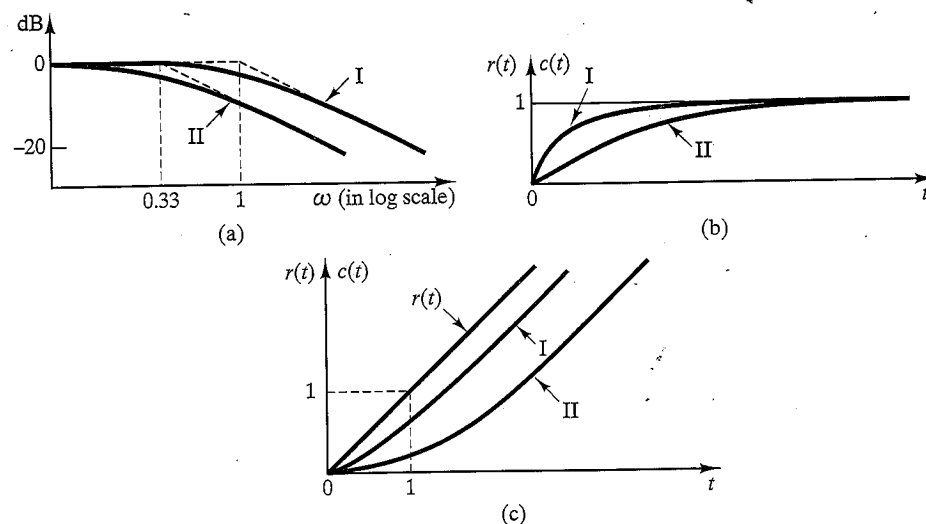 dB
0
I
II
−20
0.33 1 ω (in log scale)
(a)
r(t) c(t)
I
1
II
0 t
(b)
r(t) c(t)
r(t)
I
1
II
0 1 t
(c)